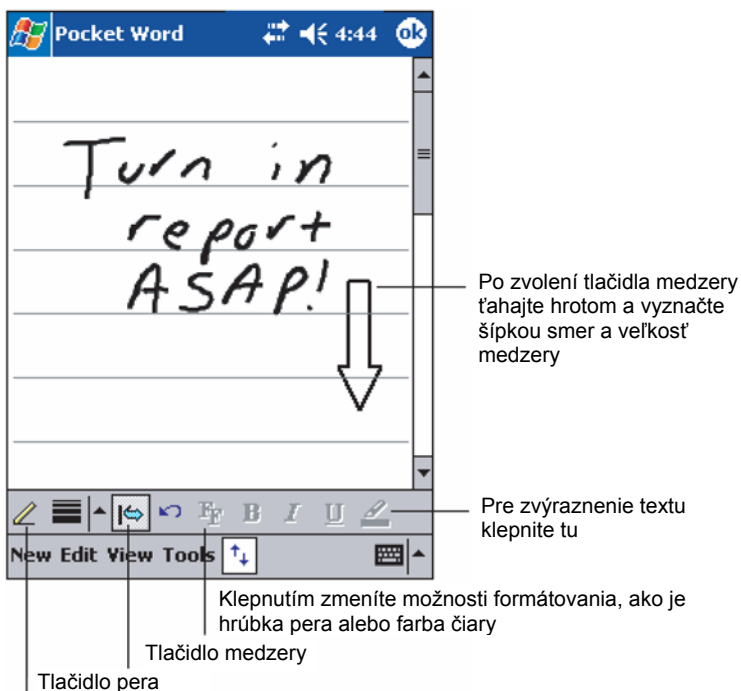 Pocket Word 4:44 ok
Turn in
report
ASAP!
Po zvolení tlačidla medzery
ťahajte hrotom a vyznačte
šípkou smer a veľkosť
medzery
Pre zvýraznenie textu
klepnite tu
B I U
New Edit View Tools
Klepnutím zmeníte možnosti formátovania, ako je
hrúbka pera alebo farba čiary
Tlačidlo medzery
Tlačidlo pera